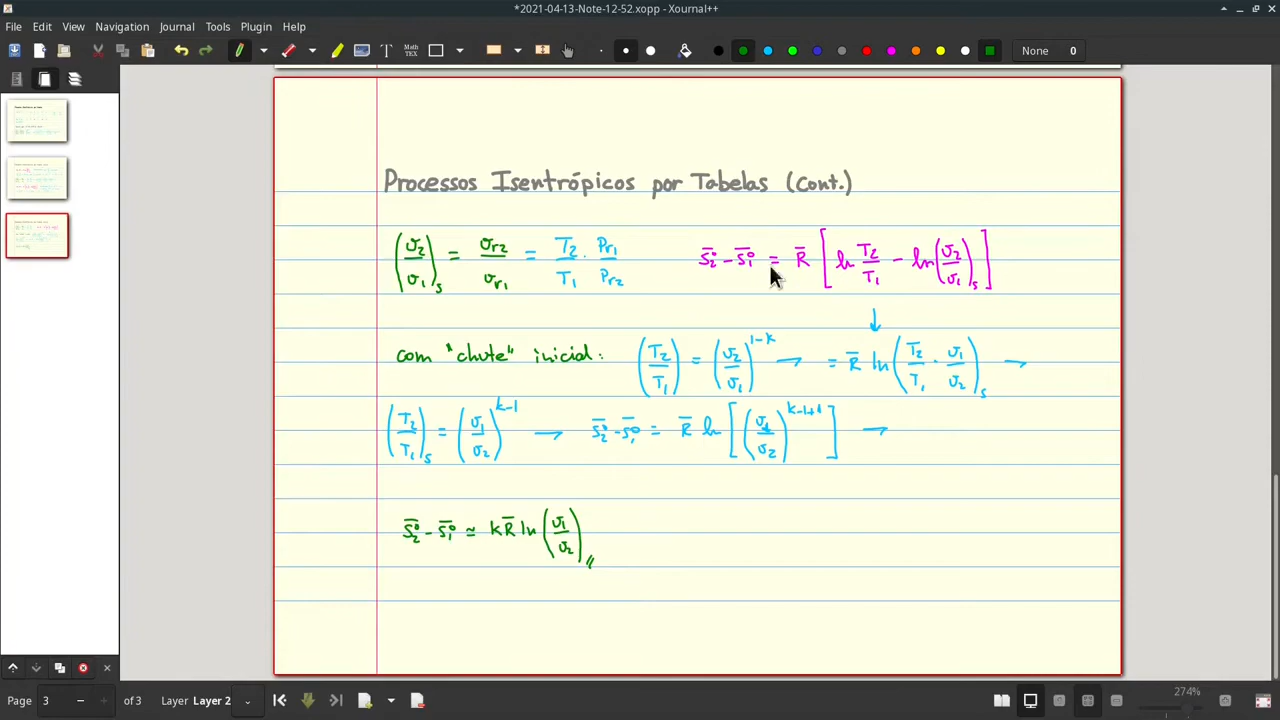 *2021-04-13-Note-12-52.xopp - Xournal++
File Edit View Navigation Journal Tools Plugin Help
Math TEX T None 0
Processos Isentrópicos por Tabelas (Cont.)
(v2/v1)s = vr2/vr1 = T2/T1 · Pr1/Pr2    s̄2° − s̄1° = R̄ [ln T2/T1 − ln(v2/v1)s]
↓
com "chute" inicial: (T2/T1) = (v2/v1)^(1−k) → = R̄ ln(T2/T1 · v1/v2)s →
(T2/T1)s = (v1/v2)^(k−1) → s̄2° − s̄1° = R̄ ln[(v1/v2)^(k−1+1)] →
s̄2° − s̄1° ≃ kR̄ ln(v1/v2)//
Page 3 of 3 Layer Layer 2 274%